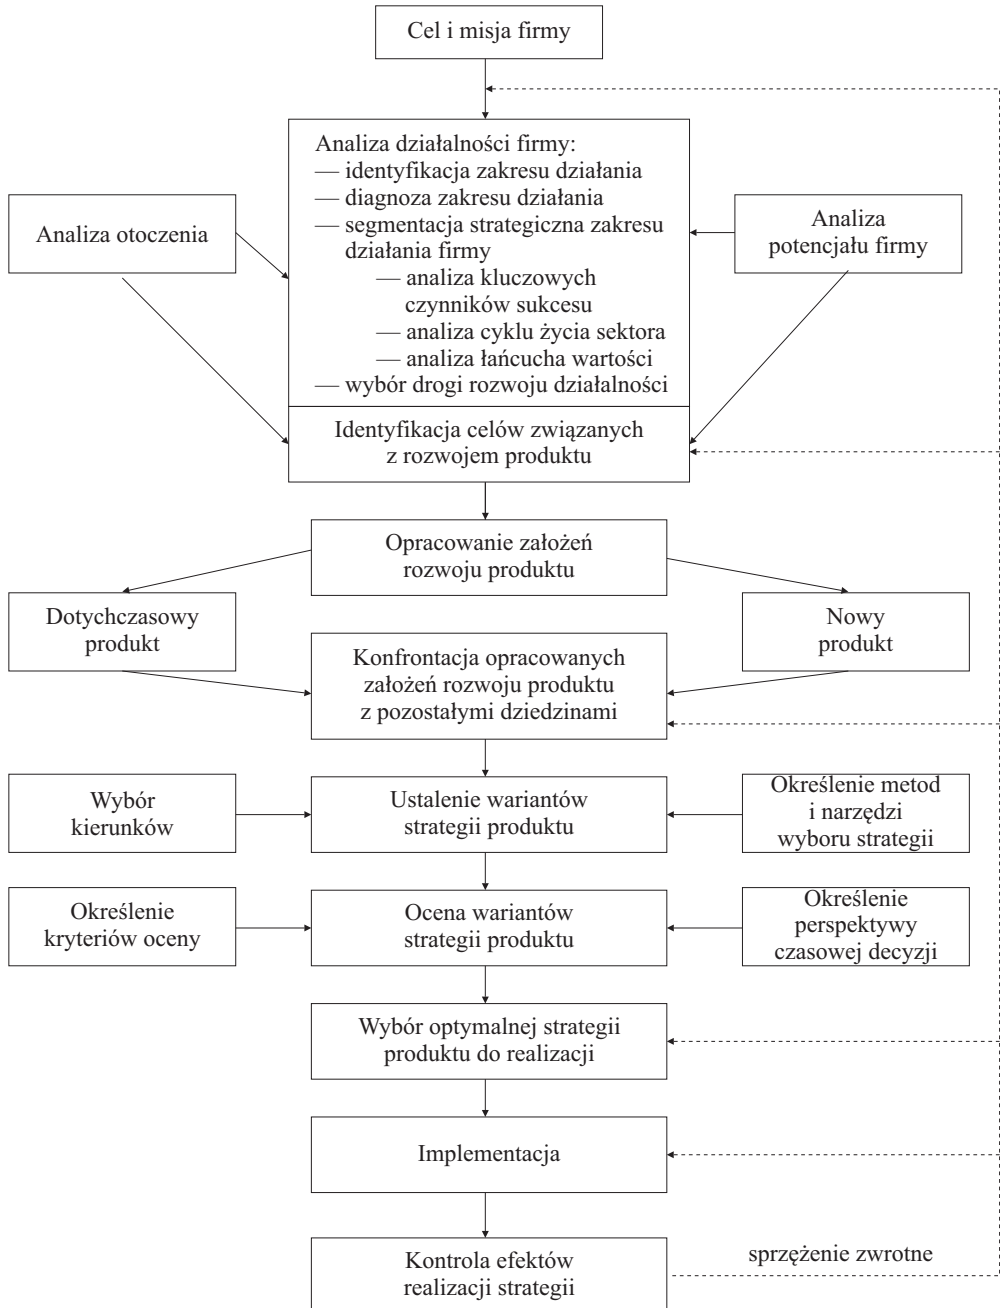 Cel i misja firmy
Analiza działalności firmy:
— identyfikacja zakresu działania
— diagnoza zakresu działania
— segmentacja strategiczna zakresu
działania firmy
— analiza kluczowych
czynników sukcesu
— analiza cyklu życia sektora
— analiza łańcucha wartości
— wybór drogi rozwoju działalności
Analiza otoczenia
Analiza
potencjału firmy
Identyfikacja celów związanych
z rozwojem produktu
Opracowanie założeń
rozwoju produktu
Dotychczasowy
produkt
Nowy
produkt
Konfrontacja opracowanych
założeń rozwoju produktu
z pozostałymi dziedzinami
Wybór
kierunków
Ustalenie wariantów
strategii produktu
Określenie metod
i narzędzi
wyboru strategii
Określenie
kryteriów oceny
Ocena wariantów
strategii produktu
Określenie
perspektywy
czasowej decyzji
Wybór optymalnej strategii
produktu do realizacji
Implementacja
Kontrola efektów
realizacji strategii
sprzężenie zwrotne